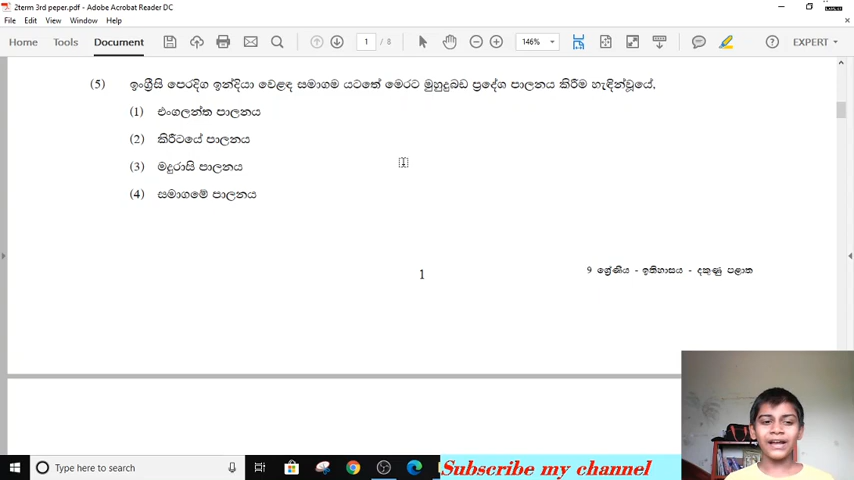 2term 3rd peper.pdf - Adobe Acrobat Reader DC
File Edit View Window Help
Home Tools Document 1 / 8 146% EXPERT
(5) ඉංග්‍රීසි පෙරදිග ඉන්දියා වෙළඳ සමාගම යටතේ මෙරට මුහුදුබඩ ප්‍රදේශ පාලනය කිරීම හැඳින්වූයේ,
(1) එංගලන්ත පාලනය
(2) කිරීටයේ පාලනය
(3) මදුරාසි පාලනය
(4) සමාගමේ පාලනය
1
9 ශ්‍රේණිය - ඉතිහාසය - දකුණු පළාත
Type here to search
Subscribe my channel